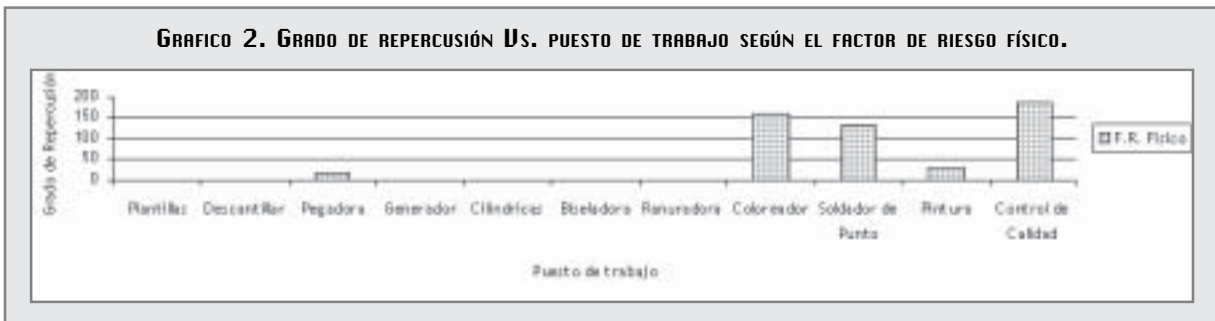 GRAFICO 2. GRADO DE REPERCUSIÓN VS. PUESTO DE TRABAJO SEGÚN EL FACTOR DE RIESGO FÍSICO.
Grado de Repercusión
200
150
100
50
0
Plantillas Descantillar Pegadora Generador Cilindricas Biseladora Ranuradora Coloreador Soldador de Punto Pintura Control de Calidad
F.R. Físico
Puesto de trabajo